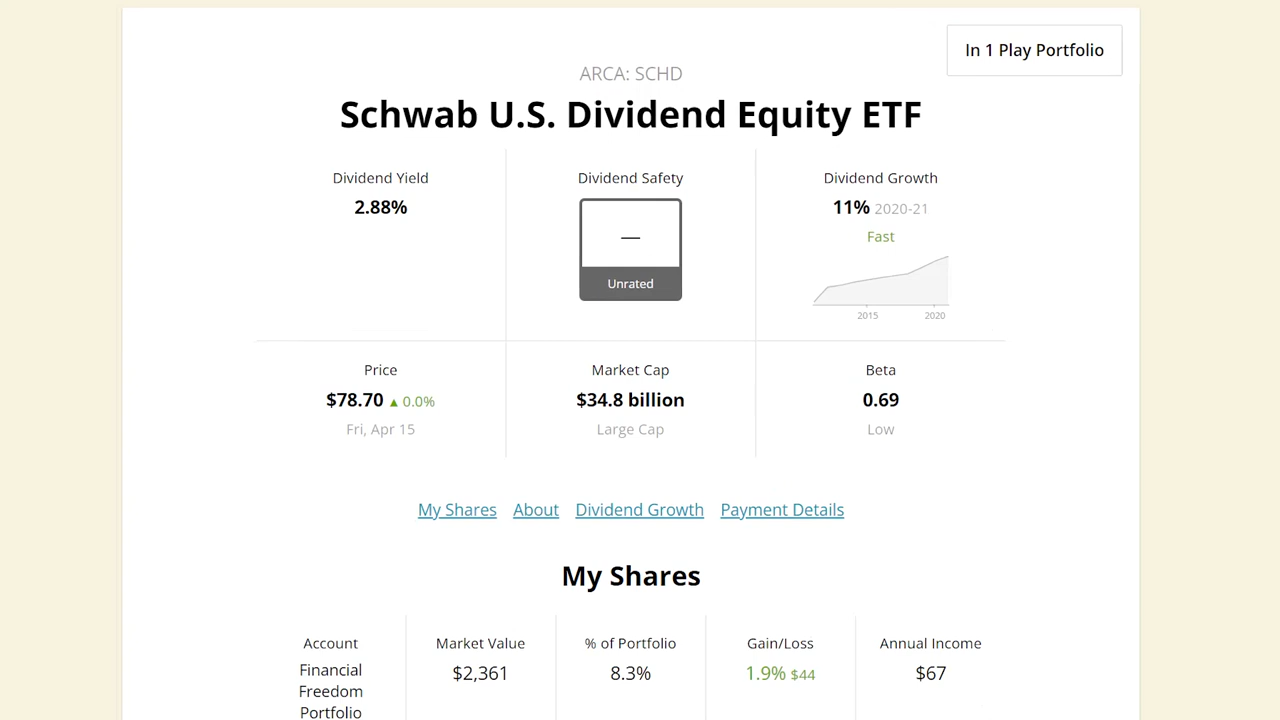 In 1 Play Portfolio
ARCA: SCHD
Schwab U.S. Dividend Equity ETF
Dividend Yield
2.88%
Dividend Safety
—
Unrated
Dividend Growth
11% 2020-21
Fast
2015 2020
Price
$78.70 ▲ 0.0%
Fri, Apr 15
Market Cap
$34.8 billion
Large Cap
Beta
0.69
Low
My Shares About Dividend Growth Payment Details
My Shares
Account
Financial
Freedom
Portfolio
Market Value
$2,361
% of Portfolio
8.3%
Gain/Loss
1.9% $44
Annual Income
$67